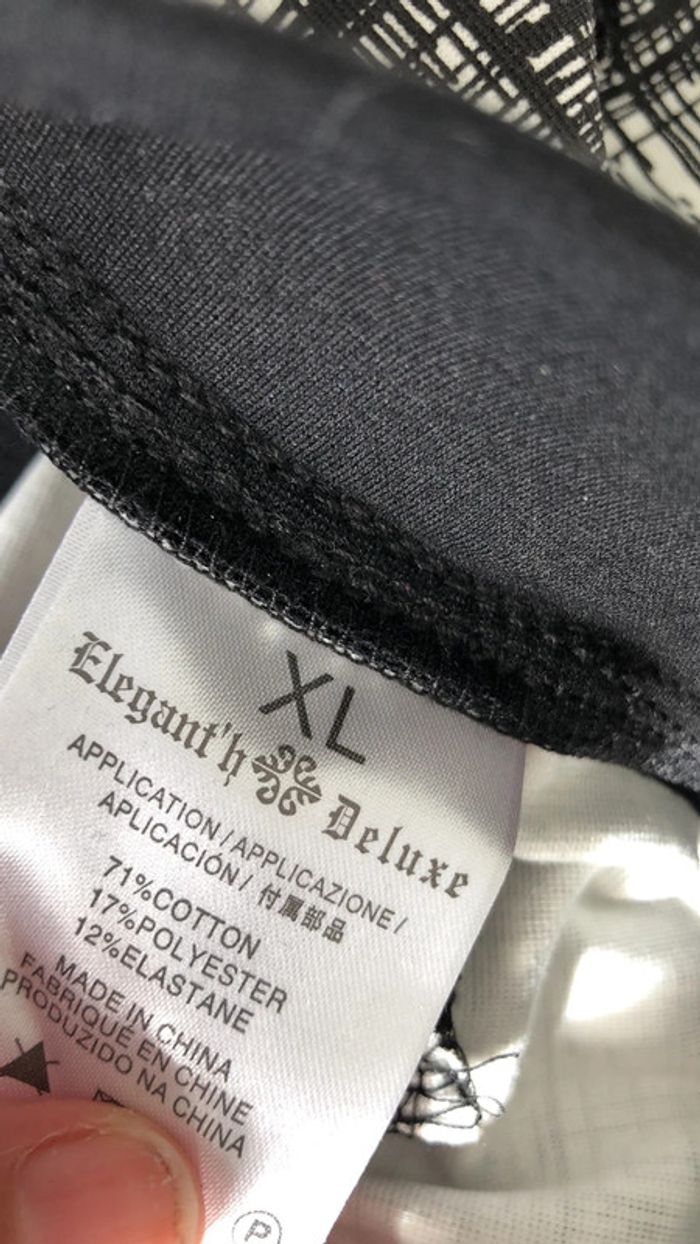 XL
Elegant'h Deluxe
APPLICATION / APPLICAZIONE /
APLICACIÓN / 付属部品
71%COTTON
17%POLYESTER
12%ELASTANE
MADE IN CHINA
FABRIQUÉ EN CHINE
PRODUZIDO NA CHINA
P